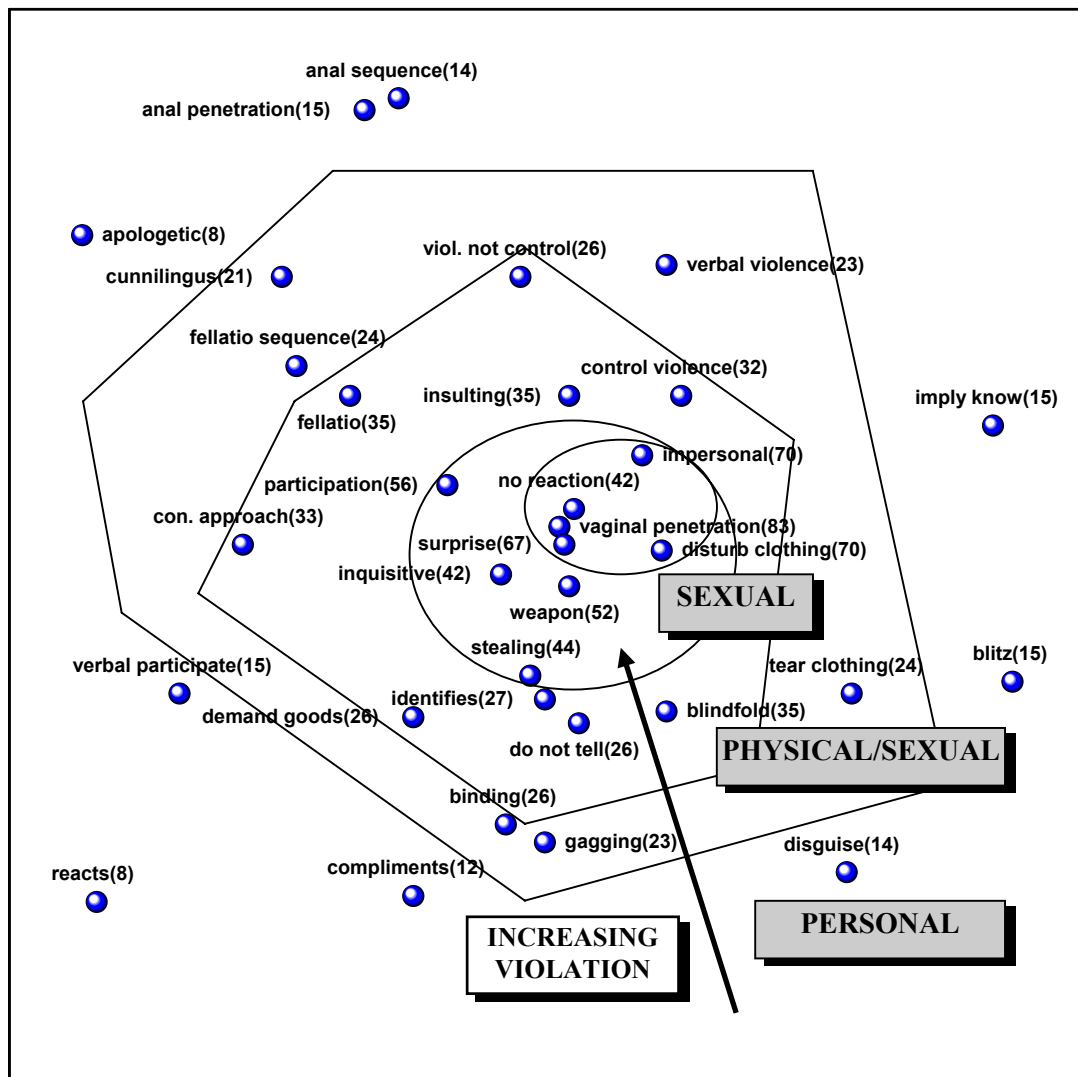 anal sequence(14)
anal penetration(15)
apologetic(8)
viol. not control(26)
verbal violence(23)
cunnilingus(21)
fellatio sequence(24)
control violence(32)
insulting(35)
imply know(15)
fellatio(35)
impersonal(70)
no reaction(42)
participation(56)
con. approach(33)
vaginal penetration(83)
surprise(67)
disturb clothing(70)
inquisitive(42)
SEXUAL
weapon(52)
stealing(44)
verbal participate(15)
tear clothing(24)
blitz(15)
identifies(27)
demand goods(26)
blindfold(35)
do not tell(26)
PHYSICAL/SEXUAL
binding(26)
gagging(23)
disguise(14)
reacts(8)
compliments(12)
PERSONAL
INCREASING
VIOLATION